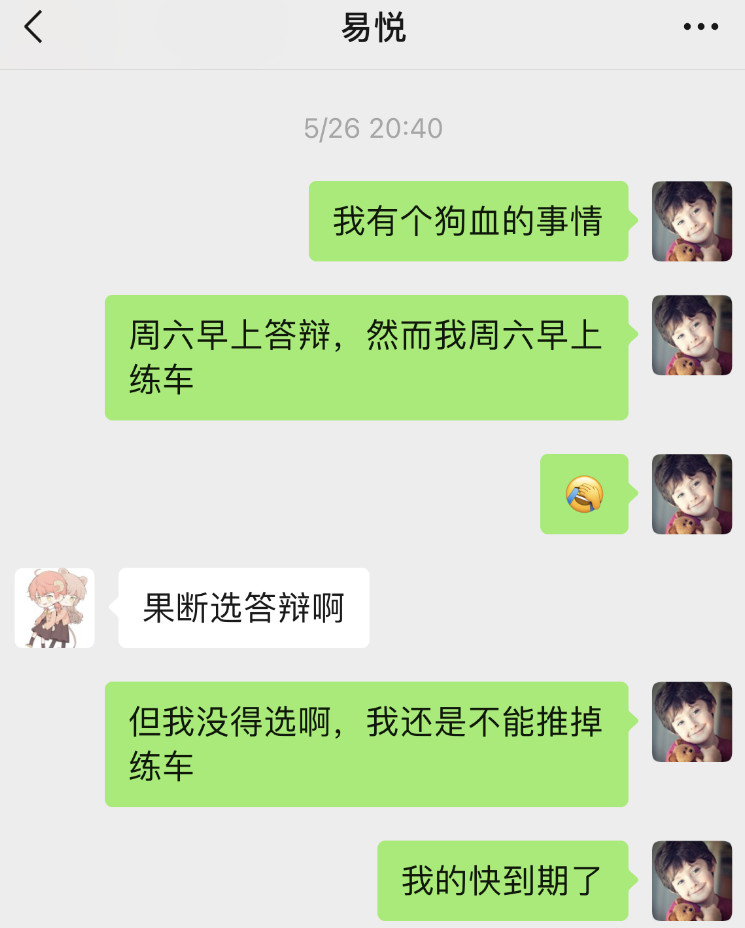 易悦
5/26 20:40
我有个狗血的事情
周六早上答辩，然而我周六早上
练车
🤦
果断选答辩啊
但我没得选啊，我还是不能推掉
练车
我的快到期了